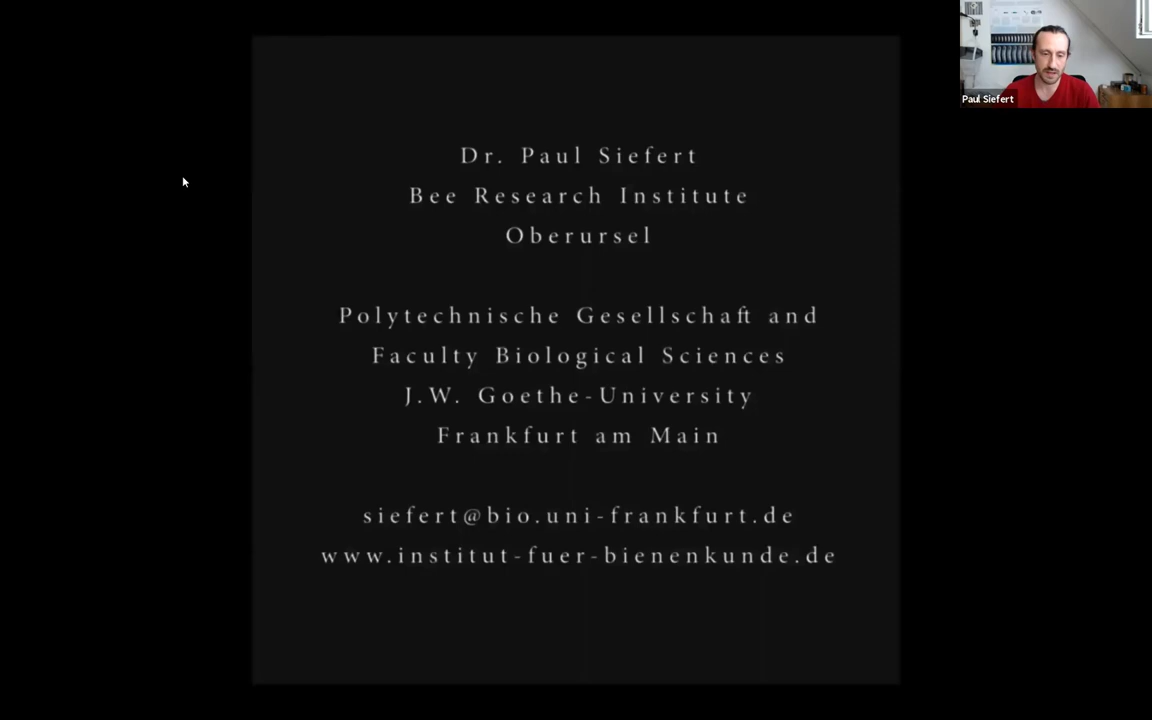 Dr. Paul Siefert
Bee Research Institute
Oberursel
Polytechnische Gesellschaft and
Faculty Biological Sciences
J.W. Goethe-University
Frankfurt am Main
siefert@bio.uni-frankfurt.de
www.institut-fuer-bienenkunde.de
Paul Siefert